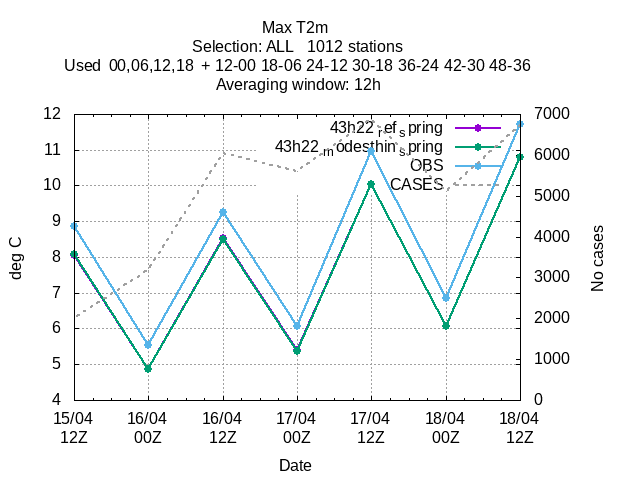 Max T2m
Selection: ALL   1012 stations
Used  00,06,12,18  + 12-00 18-06 24-12 30-18 36-24 42-30 48-36
Averaging window: 12h
12
11
10
9
8
7
6
5
4
deg C
7000
6000
5000
4000
3000
2000
1000
0
No cases
43h22_ref_spring
43h22_modesthin_spring
OBS
CASES
15/04 16/04 16/04 17/04 17/04 18/04 18/04
12Z 00Z 12Z 00Z 12Z 00Z 12Z
Date